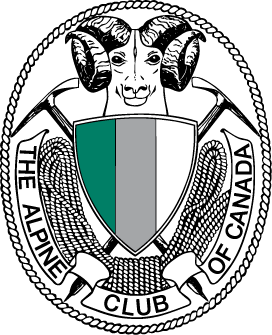 THE ALPINE
CLUB
OF CANADA